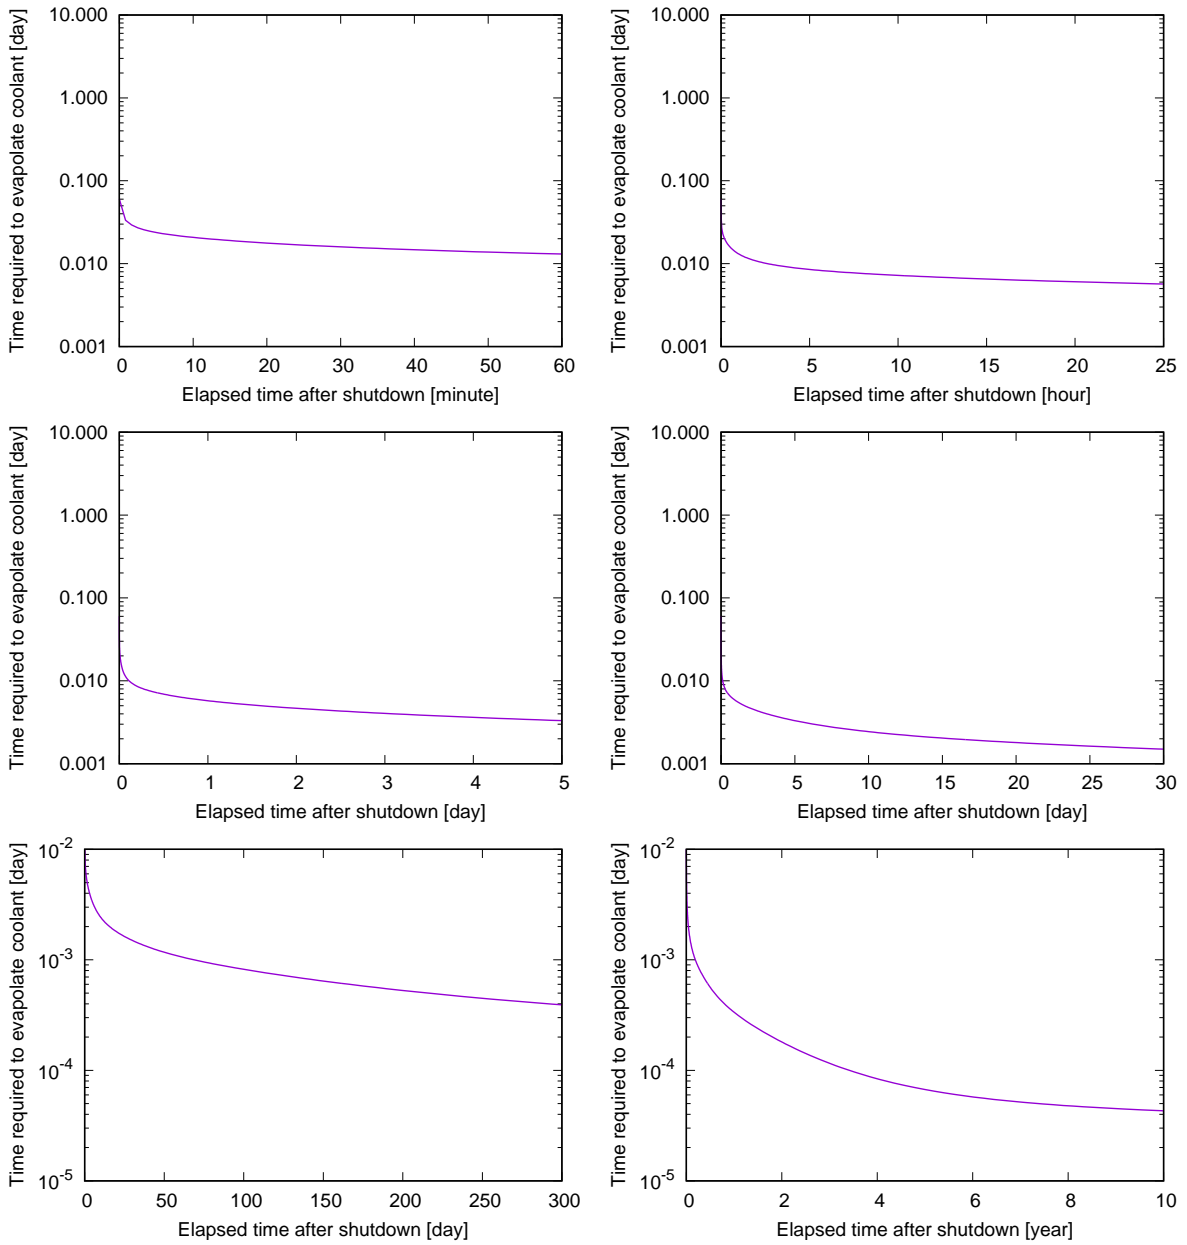 Time required to evapolate coolant [day]
10.000
1.000
0.100
0.010
0.001
0 10 20 30 40 50 60
Elapsed time after shutdown [minute]
Time required to evapolate coolant [day]
10.000
1.000
0.100
0.010
0.001
0 5 10 15 20 25
Elapsed time after shutdown [hour]
Time required to evapolate coolant [day]
10.000
1.000
0.100
0.010
0.001
0 1 2 3 4 5
Elapsed time after shutdown [day]
Time required to evapolate coolant [day]
10.000
1.000
0.100
0.010
0.001
0 5 10 15 20 25 30
Elapsed time after shutdown [day]
Time required to evapolate coolant [day]
10⁻²
10⁻³
10⁻⁴
10⁻⁵
0 50 100 150 200 250 300
Elapsed time after shutdown [day]
Time required to evapolate coolant [day]
10⁻²
10⁻³
10⁻⁴
10⁻⁵
0 2 4 6 8 10
Elapsed time after shutdown [year]